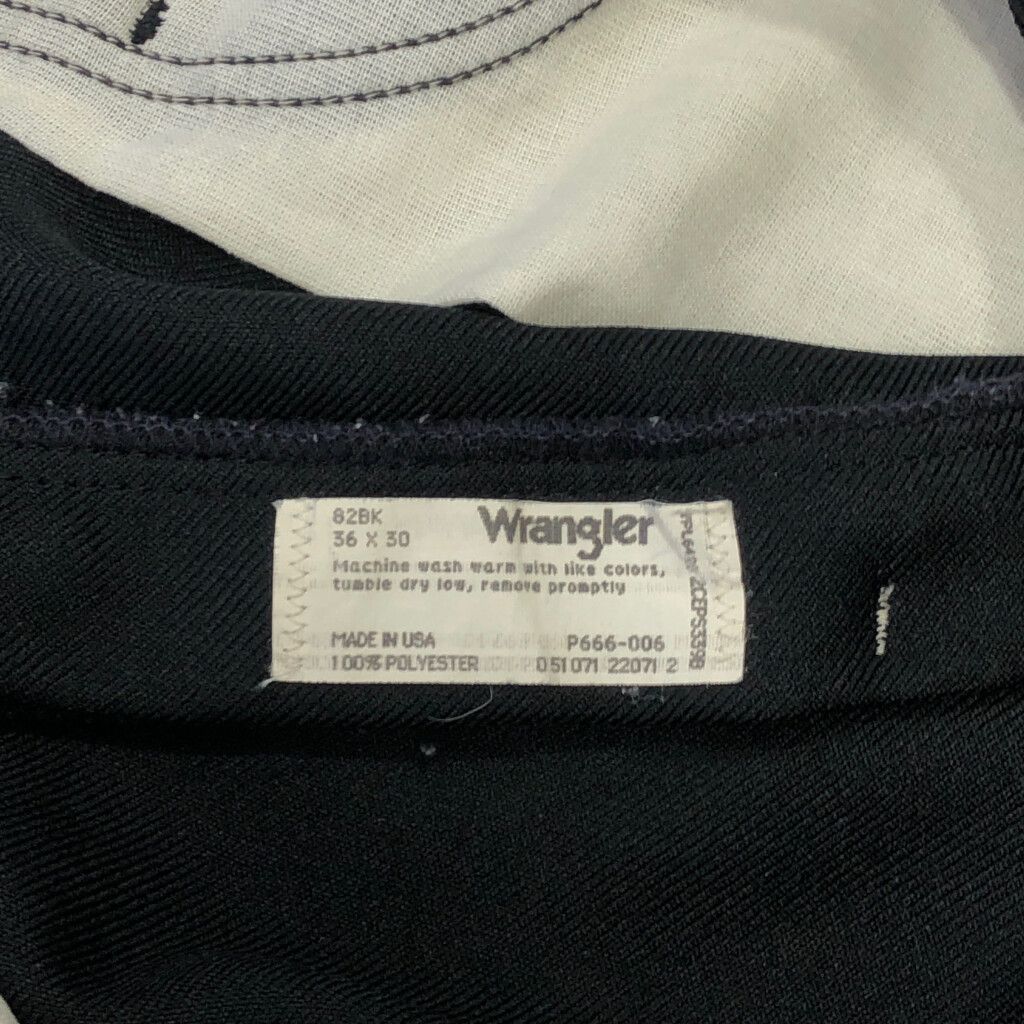 82BK
Wrangler
36 X 30
Machine wash warm with like colors,
tumble dry low, remove promptly
MADE IN USA
P666-006
100% POLYESTER
051071 22071 2